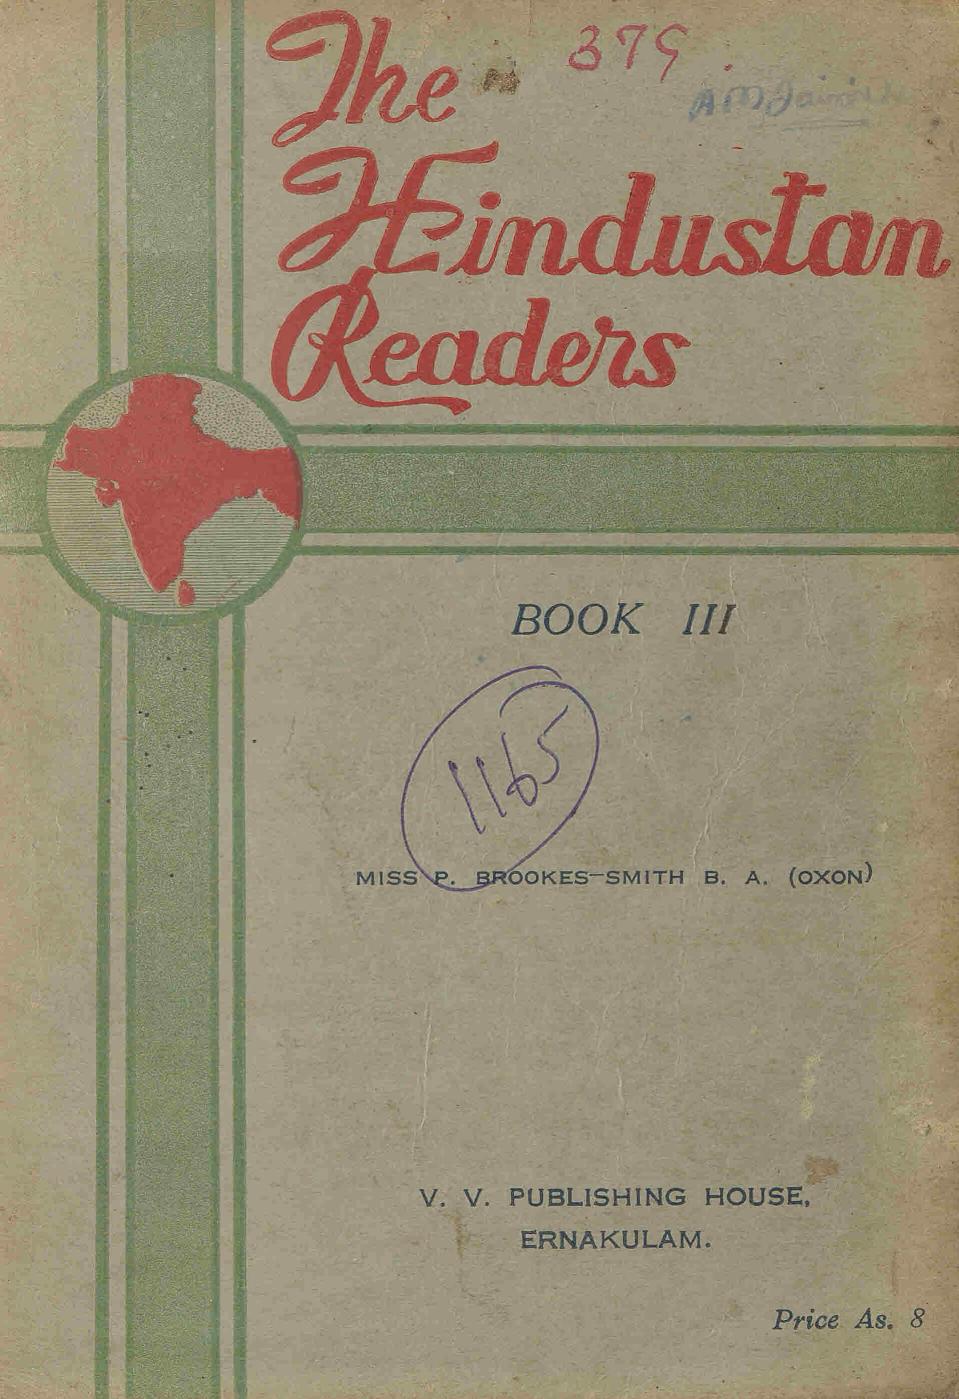 The
379
Hindustan
Readers
BOOK III
1165
MISS P. BROOKES-SMITH B. A. (OXON)
V. V. PUBLISHING HOUSE,
ERNAKULAM.
Price As. 8